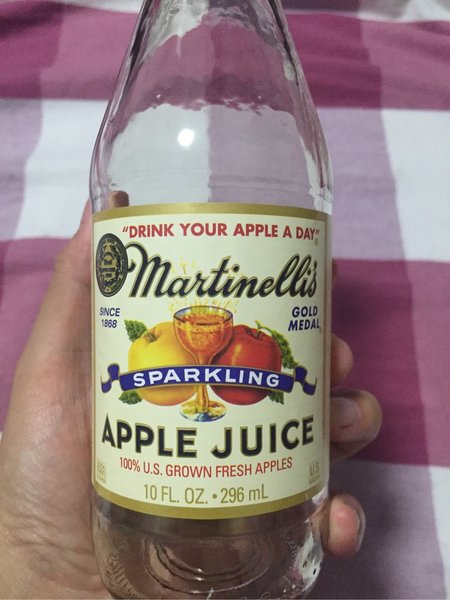 "DRINK YOUR APPLE A DAY"®
Martinelli's
SINCE
1868
GOLD
MEDAL
SPARKLING
APPLE JUICE
100% U.S. GROWN FRESH APPLES
U.S.
10 FL. OZ. • 296 mL